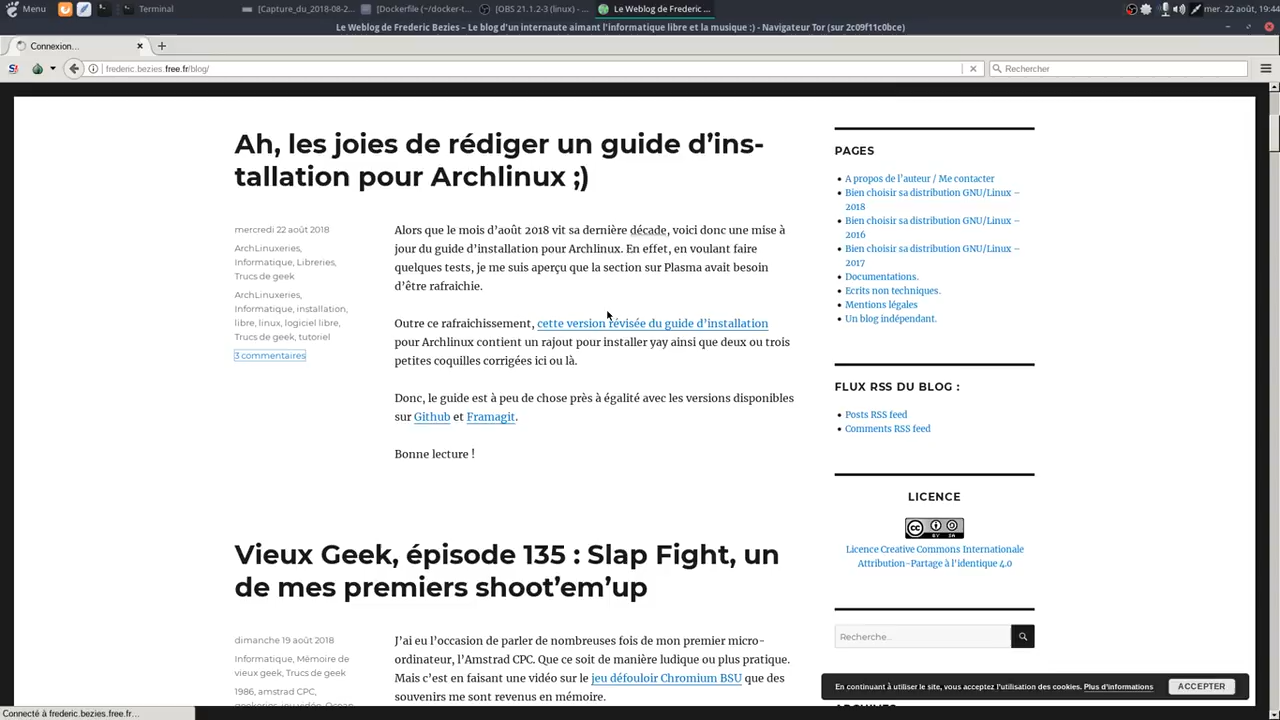 Menu
Terminal
[Capture_du_2018-08-2...
[Dockerfile (~/docker-t...
[OBS 21.1.2-3 (linux) - ...
Le Weblog de Frederic ...
mer. 22 août, 19:44
Le Weblog de Frederic Bezies – Le blog d'un internaute aimant l'informatique libre et la musique :) - Navigateur Tor (sur 2c09f11c0bce)
Connexion...
frederic.bezies.free.fr/blog/
Rechercher
Ah, les joies de rédiger un guide d’ins-
tallation pour Archlinux ;)
mercredi 22 août 2018
ArchLinuxeries,
Informatique, Libreries,
Trucs de geek
ArchLinuxeries,
Informatique, installation,
libre, linux, logiciel libre,
Trucs de geek, tutoriel
3 commentaires
Alors que le mois d’août 2018 vit sa dernière décade, voici donc une mise à
jour du guide d’installation pour Archlinux. En effet, en voulant faire
quelques tests, je me suis aperçu que la section sur Plasma avait besoin
d’être rafraichie.
Outre ce rafraichissement, cette version révisée du guide d’installation
pour Archlinux contient un rajout pour installer yay ainsi que deux ou trois
petites coquilles corrigées ici ou là.
Donc, le guide est à peu de chose près à égalité avec les versions disponibles
sur Github et Framagit.
Bonne lecture !
Vieux Geek, épisode 135 : Slap Fight, un
de mes premiers shoot’em’up
dimanche 19 août 2018
Informatique, Mémoire de
vieux geek, Trucs de geek
1986, amstrad CPC,
geekeries, jeu vidéo, Ocean
J’ai eu l’occasion de parler de nombreuses fois de mon premier micro-
ordinateur, l’Amstrad CPC. Que ce soit de manière ludique ou plus pratique.
Mais c’est en faisant une vidéo sur le jeu défouloir Chromium BSU que des
souvenirs me sont revenus en mémoire.
PAGES
A propos de l’auteur / Me contacter
Bien choisir sa distribution GNU/Linux –
2018
Bien choisir sa distribution GNU/Linux –
2016
Bien choisir sa distribution GNU/Linux –
2017
Documentations.
Ecrits non techniques.
Mentions légales
Un blog indépendant.
FLUX RSS DU BLOG :
Posts RSS feed
Comments RSS feed
LICENCE
CC BY SA
Licence Creative Commons Internationale
Attribution-Partage à l'identique 4.0
Recherche...
En continuant à utiliser le site, vous acceptez l’utilisation des cookies. Plus d’informations
ACCEPTER
ARCHIVES
Connecté à frederic.bezies.free.fr...